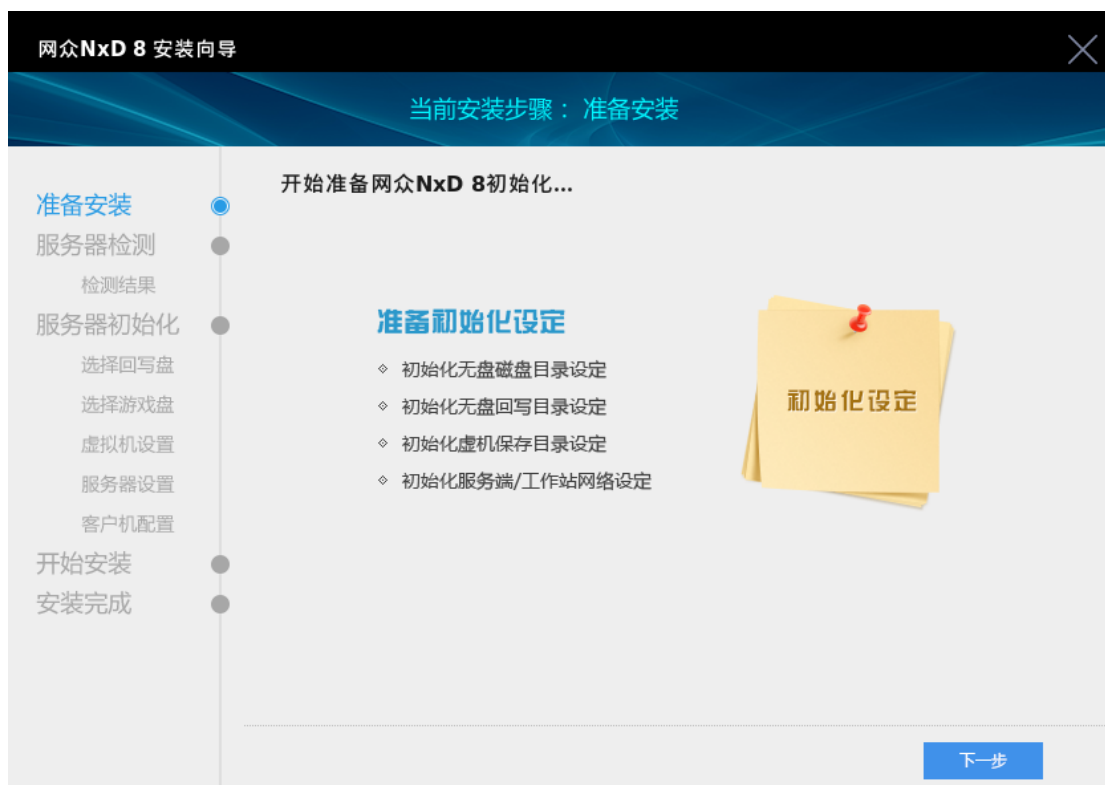 网众NxD 8 安装向导
当前安装步骤： 准备安装
准备安装
服务器检测
检测结果
服务器初始化
选择回写盘
选择游戏盘
虚拟机设置
服务器设置
客户机配置
开始安装
安装完成
开始准备网众NxD 8初始化...
准备初始化设定
初始化无盘磁盘目录设定
初始化无盘回写目录设定
初始化虚机保存目录设定
初始化服务端/工作站网络设定
初始化设定
下一步